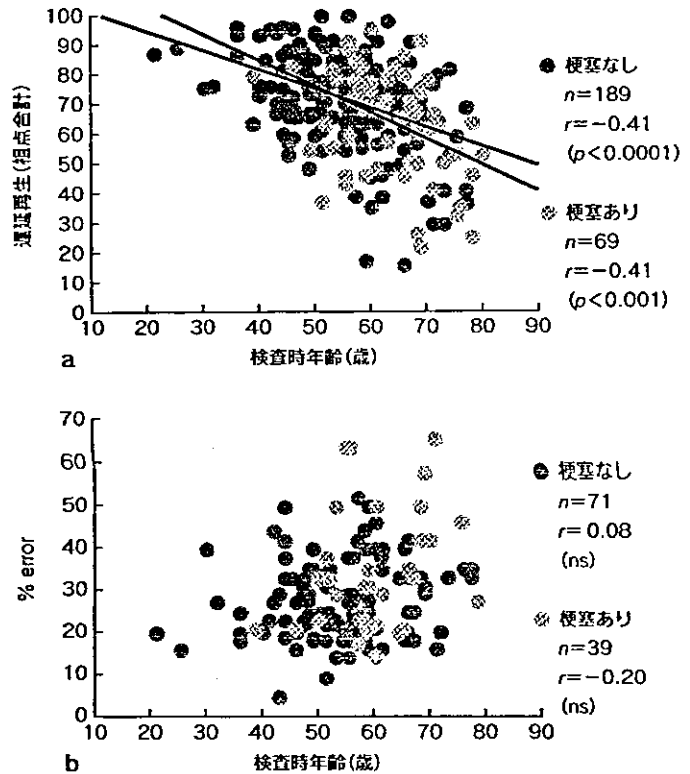 遅延再生(粗点合計)
100
90
80
70
60
50
40
30
20
10
0
10 20 30 40 50 60 70 80 90
検査時年齢(歳)
a
梗塞なし
n=189
r=−0.41
(p<0.0001)
梗塞あり
n=69
r=−0.41
(p<0.001)
% error
70
60
50
40
30
20
10
0
10 20 30 40 50 60 70 80 90
検査時年齢(歳)
b
梗塞なし
n=71
r=0.08
(ns)
梗塞あり
n=39
r=−0.20
(ns)